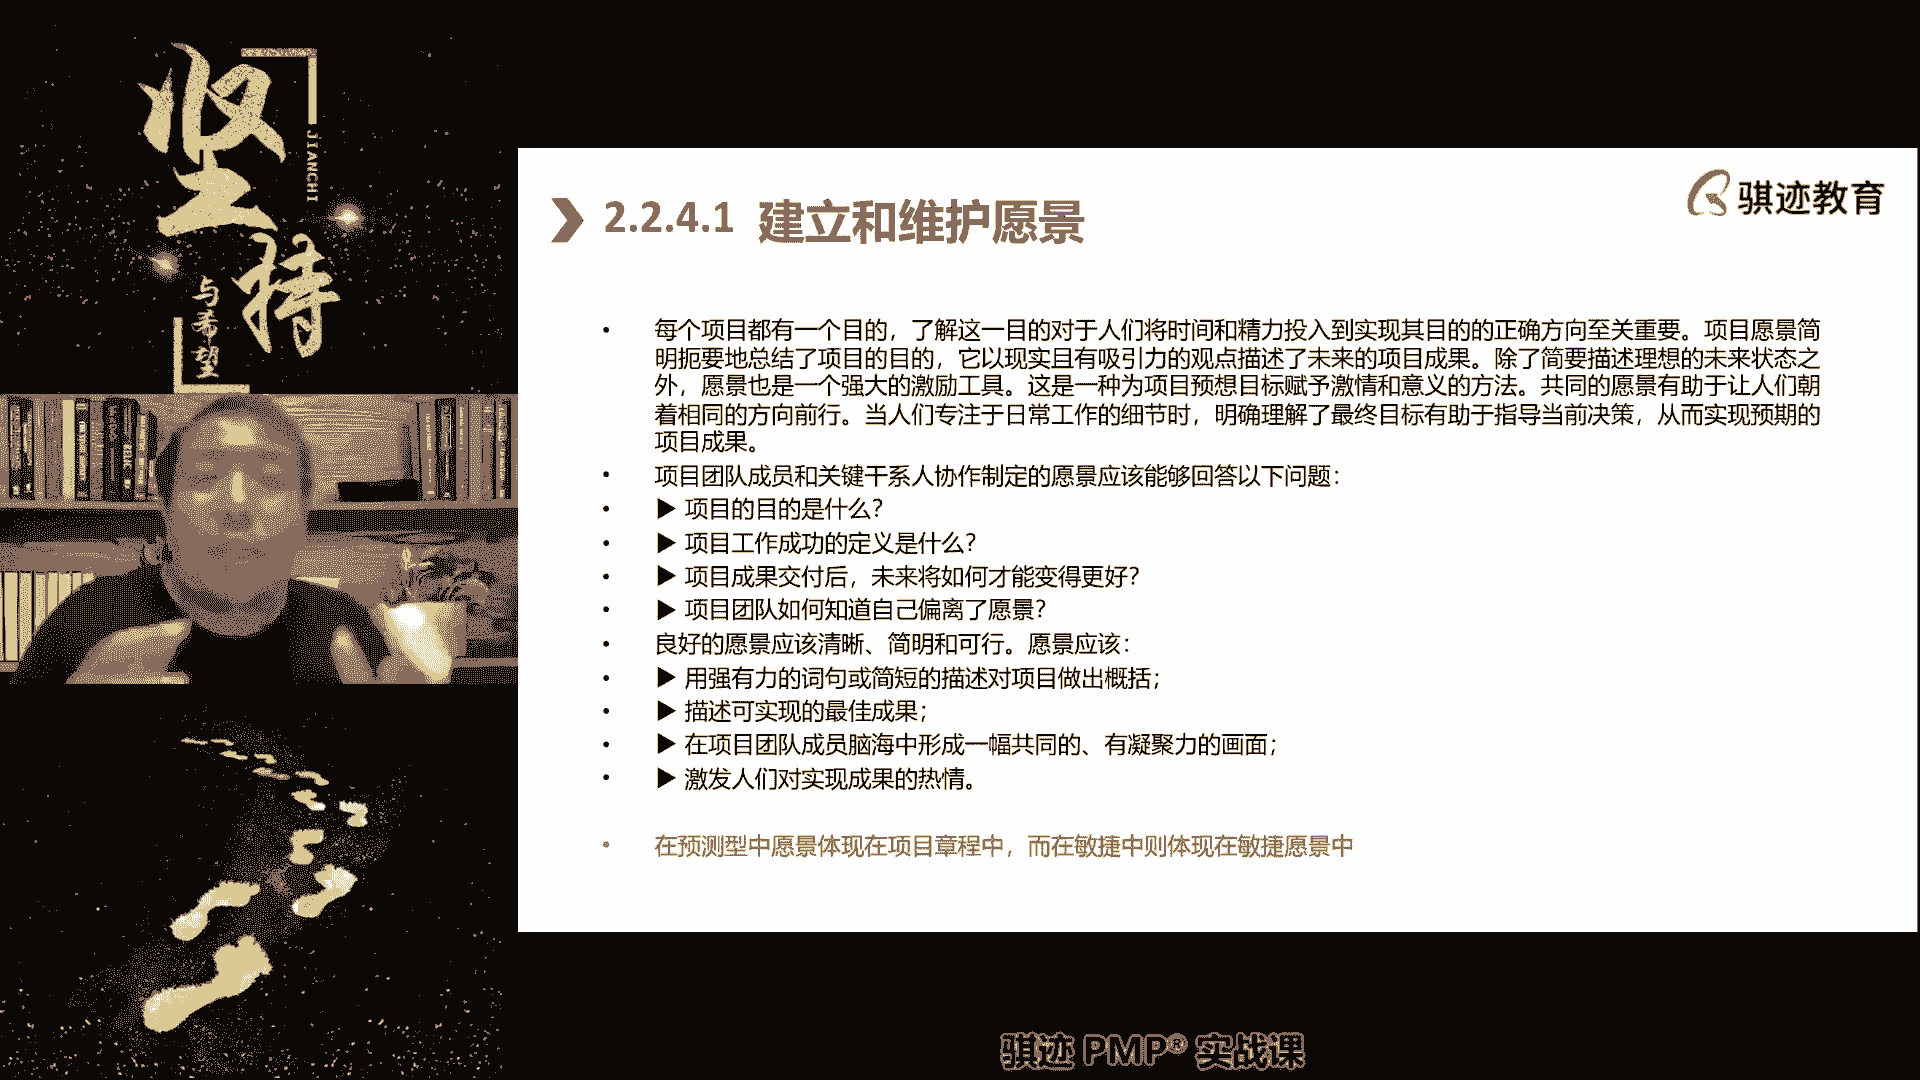 坚持
JIANCHI
与希望
骐迹教育
2.2.4.1 建立和维护愿景
• 每个项目都有一个目的，了解这一目的对于人们将时间和精力投入到实现其目的的正确方向至关重要。项目愿景简
明扼要地总结了项目的目的，它以现实且有吸引力的观点描述了未来的项目成果。除了简要描述理想的未来状态之
外，愿景也是一个强大的激励工具。这是一种为项目预想目标赋予激情和意义的方法。共同的愿景有助于让人们朝
着相同的方向前行。当人们专注于日常工作的细节时，明确理解了最终目标有助于指导当前决策，从而实现预期的
项目成果。
• 项目团队成员和关键干系人协作制定的愿景应该能够回答以下问题：
• ▶ 项目的目的是什么？
• ▶ 项目工作成功的定义是什么？
• ▶ 项目成果交付后，未来将如何才能变得更好？
• ▶ 项目团队如何知道自己偏离了愿景？
• 良好的愿景应该清晰、简明和可行。愿景应该：
• ▶ 用强有力的词句或简短的描述对项目做出概括；
• ▶ 描述可实现的最佳成果；
• ▶ 在项目团队成员脑海中形成一幅共同的、有凝聚力的画面；
• ▶ 激发人们对实现成果的热情。
• 在预测型中愿景体现在项目章程中，而在敏捷中则体现在敏捷愿景中
骐迹 PMP® 实战课